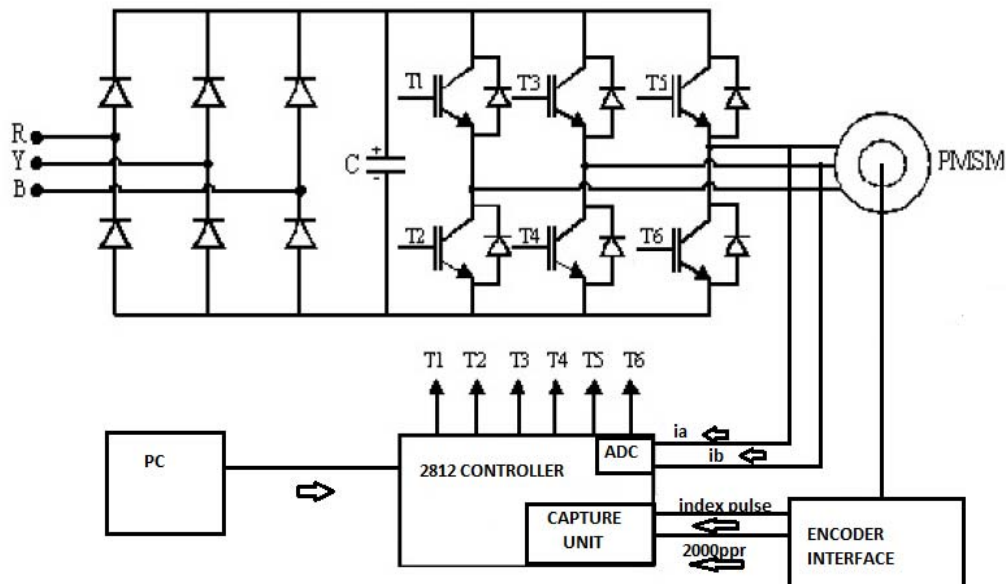 T1
T3
T5
R
Y
B
C
+
-
PMSM
T2
T4
T6
T1 T2 T3 T4 T5 T6
PC
2812 CONTROLLER
ADC
ia
ib
CAPTURE
UNIT
index pulse
2000ppr
ENCODER
INTERFACE